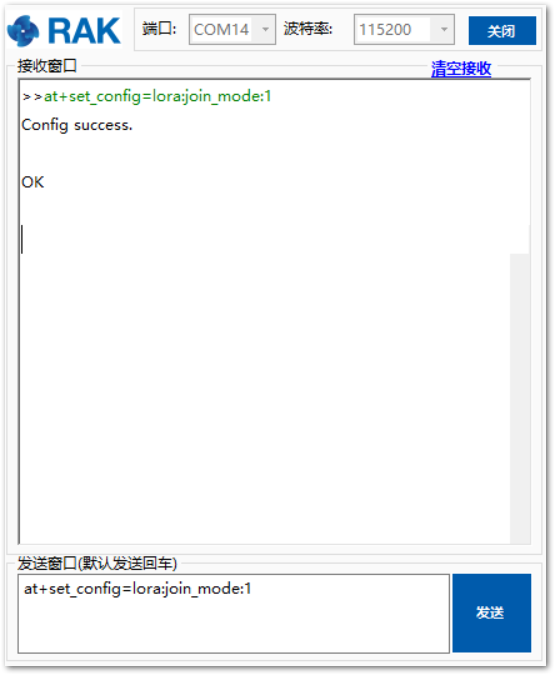 RAK 端口: COM14 波特率: 115200 关闭
接收窗口 清空接收
>>at+set_config=lora:join_mode:1
Config success.
OK
发送窗口(默认发送回车)
at+set_config=lora:join_mode:1
发送